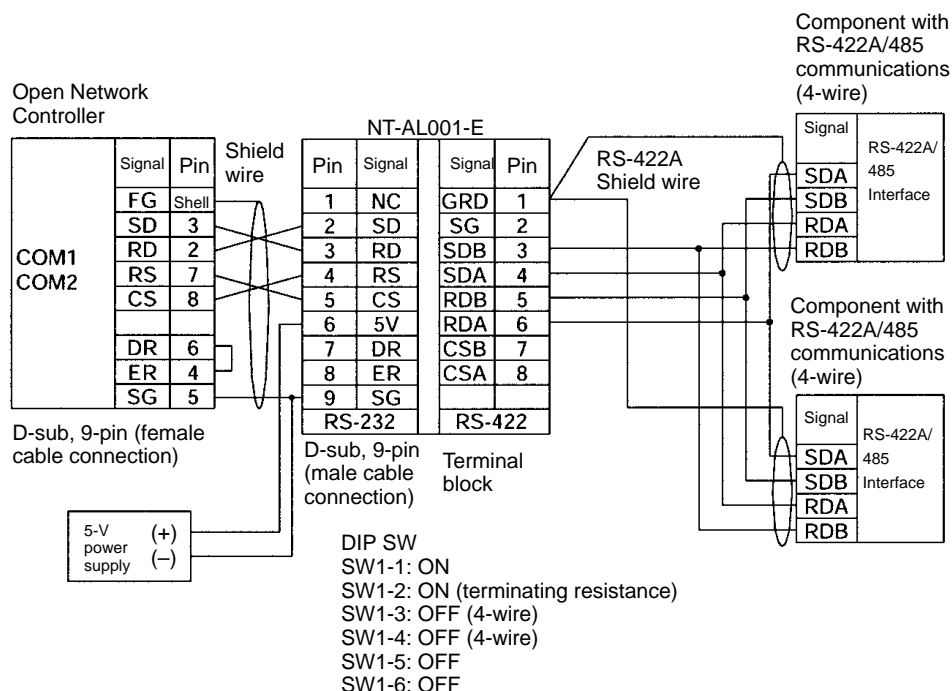 Component with
RS-422A/485
communications
(4-wire)
Open Network
Controller
NT-AL001-E
Signal
RS-422A/
485
Interface
SDA
SDB
RDA
RDB
COM1
COM2
Signal Pin
FG Shell
SD 3
RD 2
RS 7
CS 8
DR 6
ER 4
SG 5
Shield
wire
Pin Signal
1 NC
2 SD
3 RD
4 RS
5 CS
6 5V
7 DR
8 ER
9 SG
RS-232
Signal Pin
GRD 1
SG 2
SDB 3
SDA 4
RDB 5
RDA 6
CSB 7
CSA 8
RS-422
RS-422A
Shield wire
Component with
RS-422A/485
communications
(4-wire)
Signal
RS-422A/
485
Interface
SDA
SDB
RDA
RDB
D-sub, 9-pin (female
cable connection)
D-sub, 9-pin
(male cable
connection)
Terminal
block
5-V
power
supply
(+)
(–)
DIP SW
SW1-1: ON
SW1-2: ON (terminating resistance)
SW1-3: OFF (4-wire)
SW1-4: OFF (4-wire)
SW1-5: OFF
SW1-6: OFF